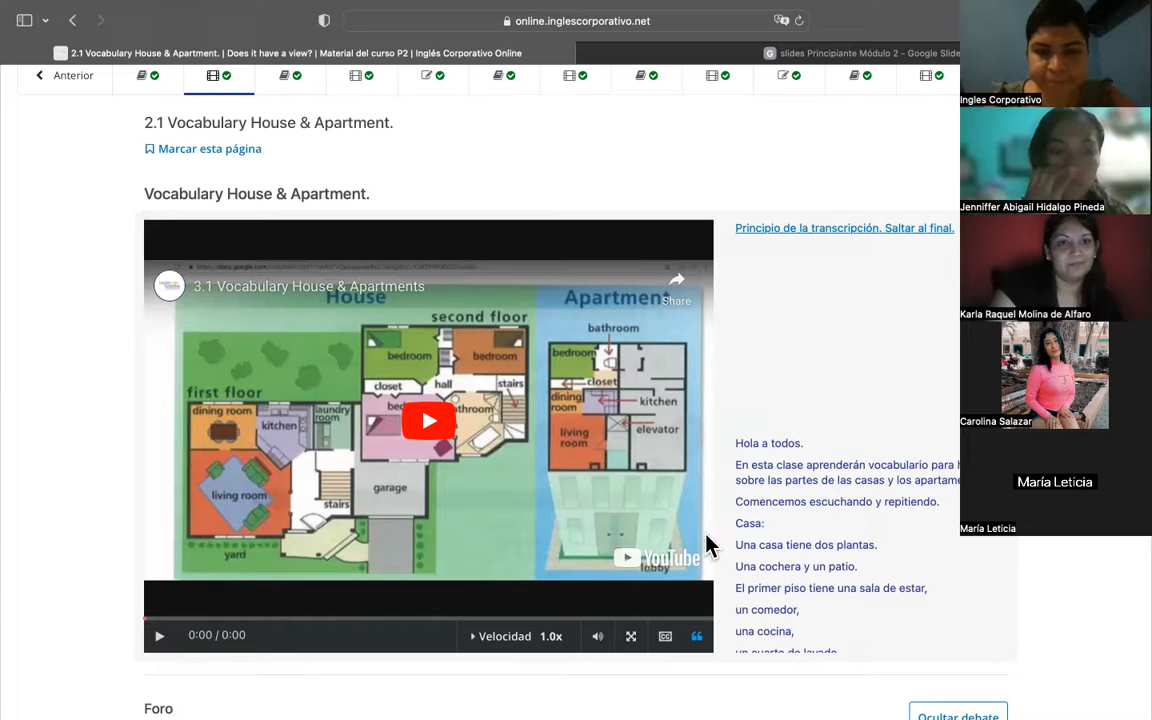 online.inglescorporativo.net
2.1 Vocabulary House & Apartment. | Does it have a view? | Material del curso P2 | Inglés Corporativo Online
G slides Principiante Módulo 2 - Google Slide
Anterior
2.1 Vocabulary House & Apartment.
Marcar esta página
Vocabulary House & Apartment.
3.1 Vocabulary House & Apartments
Share
House
Apartment
second floor
bathroom
bedroom
bedroom
bedroom
closet
hall
stairs
closet
first floor
dining room
kitchen
laundry room
dining room
kitchen
elevator
living room
garage
living room
stairs
yard
YouTube
lobby
0:00 / 0:00
Velocidad 1.0x
Principio de la transcripción. Saltar al final.
Hola a todos.
En esta clase aprenderán vocabulario para
sobre las partes de las casas y los apartame
Comencemos escuchando y repitiendo.
Casa:
Una casa tiene dos plantas.
Una cochera y un patio.
El primer piso tiene una sala de estar,
un comedor,
una cocina,
un cuarto de lavado
Foro
Ocultar debate
Ingles Corporativo
Jenniffer Abigail Hidalgo Pineda
Karla Raquel Molina de Alfaro
Carolina Salazar
María Leticia
María Leticia